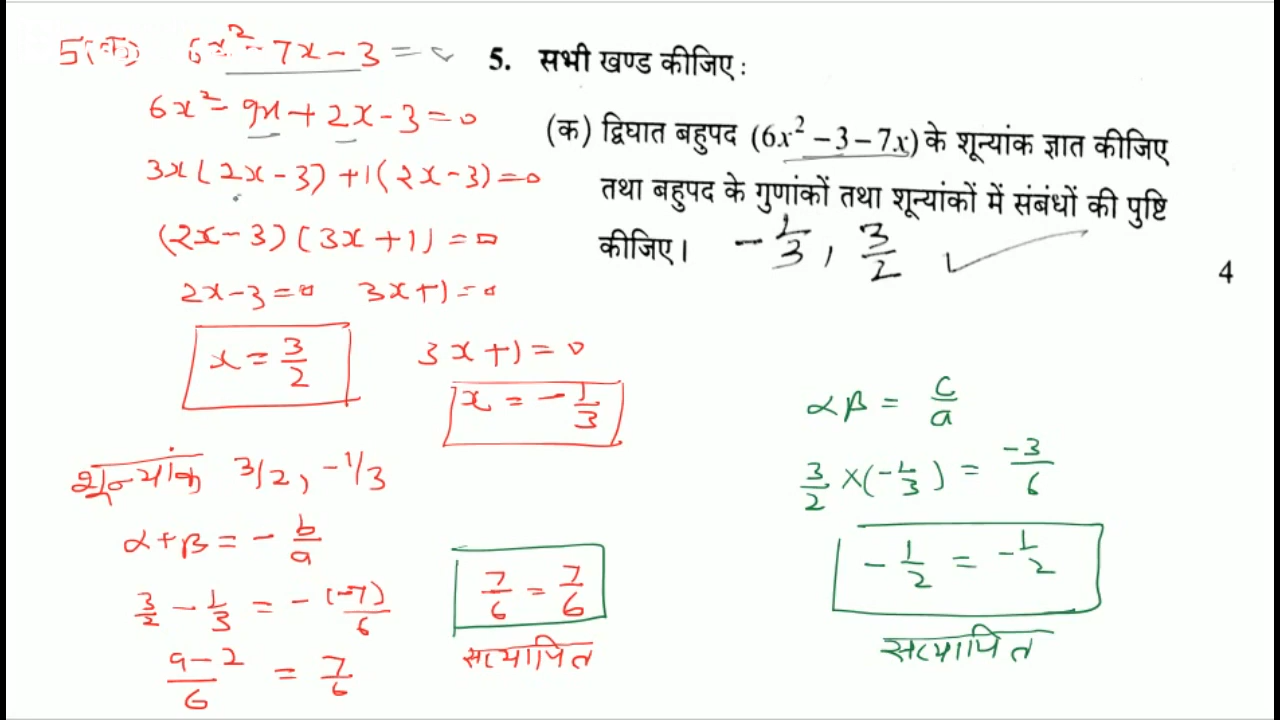 5(क) 6x² - 7x - 3 = 0
6x² - 9x + 2x - 3 = 0
3x(2x - 3) + 1(2x - 3) = 0
(2x - 3)(3x + 1) = 0
2x - 3 = 0 3x + 1 = 0
x = 3/2
3x + 1 = 0
x = -1/3
शून्यांक 3/2, -1/3
α + β = - b/a
3/2 - 1/3 = - (-7)/6
9 - 2/6 = 7/6
7/6 = 7/6
सत्यापित
5. सभी खण्ड कीजिए :
(क) द्विघात बहुपद (6x² – 3 – 7x) के शून्यांक ज्ञात कीजिए
तथा बहुपद के गुणांकों तथा शून्यांकों में संबंधों की पुष्टि
कीजिए। -1/3, 3/2
4
αβ = c/a
3/2 × (-1/3) = -3/6
-1/2 = -1/2
सत्यापित